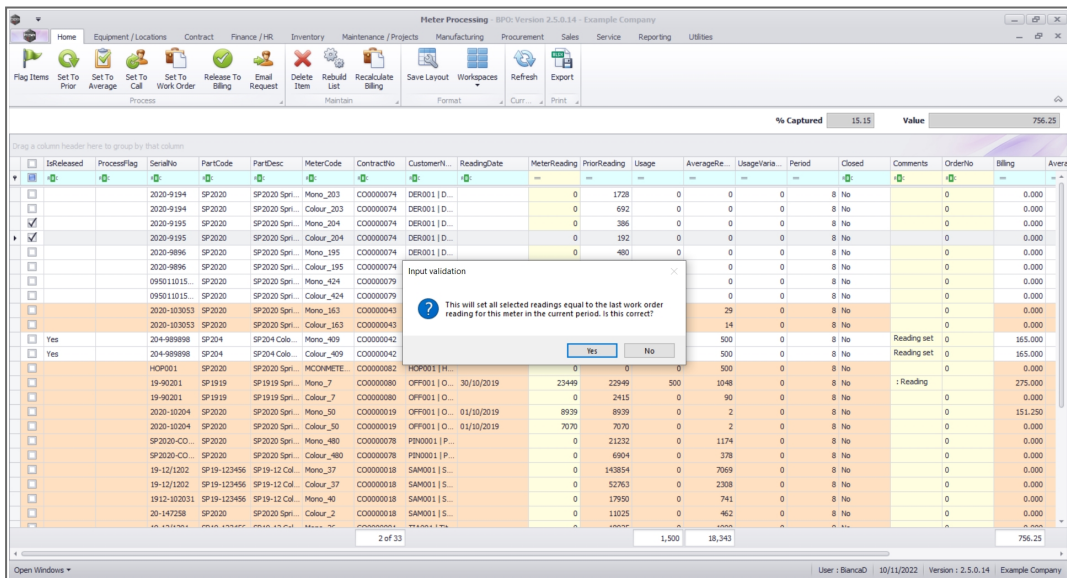 Meter Processing - BPO: Version 2.5.0.14 - Example Company
Home Equipment / Locations Contract Finance / HR Inventory Maintenance / Projects Manufacturing Procurement Sales Service Reporting Utilities
Flag Items Set To Prior Set To Average Set To Call Set To Work Order Release To Billing Email Request Delete Item Rebuild List Recalculate Billing Save Layout Workspaces Refresh Export
Process Maintain Format Curr... Print
% Captured 15.15 Value 756.25
Drag a column header here to group by that column
IsReleased ProcessFlag SerialNo PartCode PartDesc MeterCode ContractNo CustomerN... ReadingDate MeterReading PriorReading Usage AverageRe... UsageVaria... Period Closed Comments OrderNo Billing Avera
2020-9194 SP2020 SP2020 Spri... Mono_203 CO0000074 DER001 | D... 0 1728 0 0 0 8 No 0 0.000
2020-9194 SP2020 SP2020 Spri... Colour_203 CO0000074 DER001 | D... 0 692 0 0 0 8 No 0 0.000
2020-9195 SP2020 SP2020 Spri... Mono_204 CO0000074 DER001 | D... 0 386 0 0 0 8 No 0 0.000
2020-9195 SP2020 SP2020 Spri... Colour_204 CO0000074 DER001 | D... 0 192 0 0 0 8 No 0 0.000
2020-9896 SP2020 SP2020 Spri... Mono_195 CO0000074 DER001 | D... 0 480 0 0 0 8 No 0 0.000
2020-9896 SP2020 SP2020 Spri... Colour_195 CO0000074 0 0 8 No 0 0.000
095011015... SP2020 SP2020 Spri... Mono_424 CO0000079 0 0 8 No 0 0.000
095011015... SP2020 SP2020 Spri... Colour_424 CO0000079 0 0 8 No 0 0.000
2020-103053 SP2020 SP2020 Spri... Mono_163 CO0000043 29 0 8 No 0 0.000
2020-103053 SP2020 SP2020 Spri... Colour_163 CO0000043 14 0 8 No 0 0.000
Yes 204-989898 SP204 SP204 Colo... Mono_409 CO0000042 500 0 8 No Reading set 0 165.000
Yes 204-989898 SP204 SP204 Colo... Colour_409 CO0000042 500 0 8 No Reading set 0 165.000
Input validation
This will set all selected readings equal to the last work order
reading for this meter in the current period. Is this correct?
Yes No
HOP001 SP2020 SP2020 Spri... MCONMETE... CO0000082 HOP001 | H... 0 0 0 500 0 8 No 0 0.000
19-90201 SP1919 SP1919 Spri... Mono_7 CO0000080 OFF001 | O... 30/10/2019 23449 22949 500 1048 0 8 No : Reading 275.000
19-90201 SP1919 SP1919 Spri... Colour_7 CO0000080 OFF001 | O... 0 2415 0 90 0 8 No 0 0.000
2020-10204 SP2020 SP2020 Spri... Mono_50 CO0000019 OFF001 | O... 01/10/2019 8939 8939 0 2 0 8 No 0 151.250
2020-10204 SP2020 SP2020 Spri... Colour_50 CO0000019 OFF001 | O... 01/10/2019 7070 7070 0 2 0 8 No 0 0.000
SP2020-CO... SP2020 SP2020 Spri... Mono_480 CO0000078 PIN0001 | P... 0 21232 0 1174 0 8 No 0 0.000
SP2020-CO... SP2020 SP2020 Spri... Colour_480 CO0000078 PIN0001 | P... 0 6904 0 378 0 8 No 0 0.000
19-12/1202 SP19-123456 SP19-12 Col... Mono_37 CO0000018 SAM001 | S... 0 143854 0 7069 0 8 No 0 0.000
19-12/1202 SP19-123456 SP19-12 Col... Colour_37 CO0000018 SAM001 | S... 0 52763 0 2308 0 8 No 0 0.000
1912-102031 SP19-123456 SP19-12 Col... Mono_40 CO0000018 SAM001 | S... 0 17950 0 741 0 8 No 0 0.000
20-147258 SP2020 SP2020 Spri... Colour_2 CO0000018 SAM001 | S... 0 11025 0 462 0 8 No 0 0.000
2 of 33 1,500 18,343 756.25
Open Windows User : BiancaD 10/11/2022 Version : 2.5.0.14 Example Company